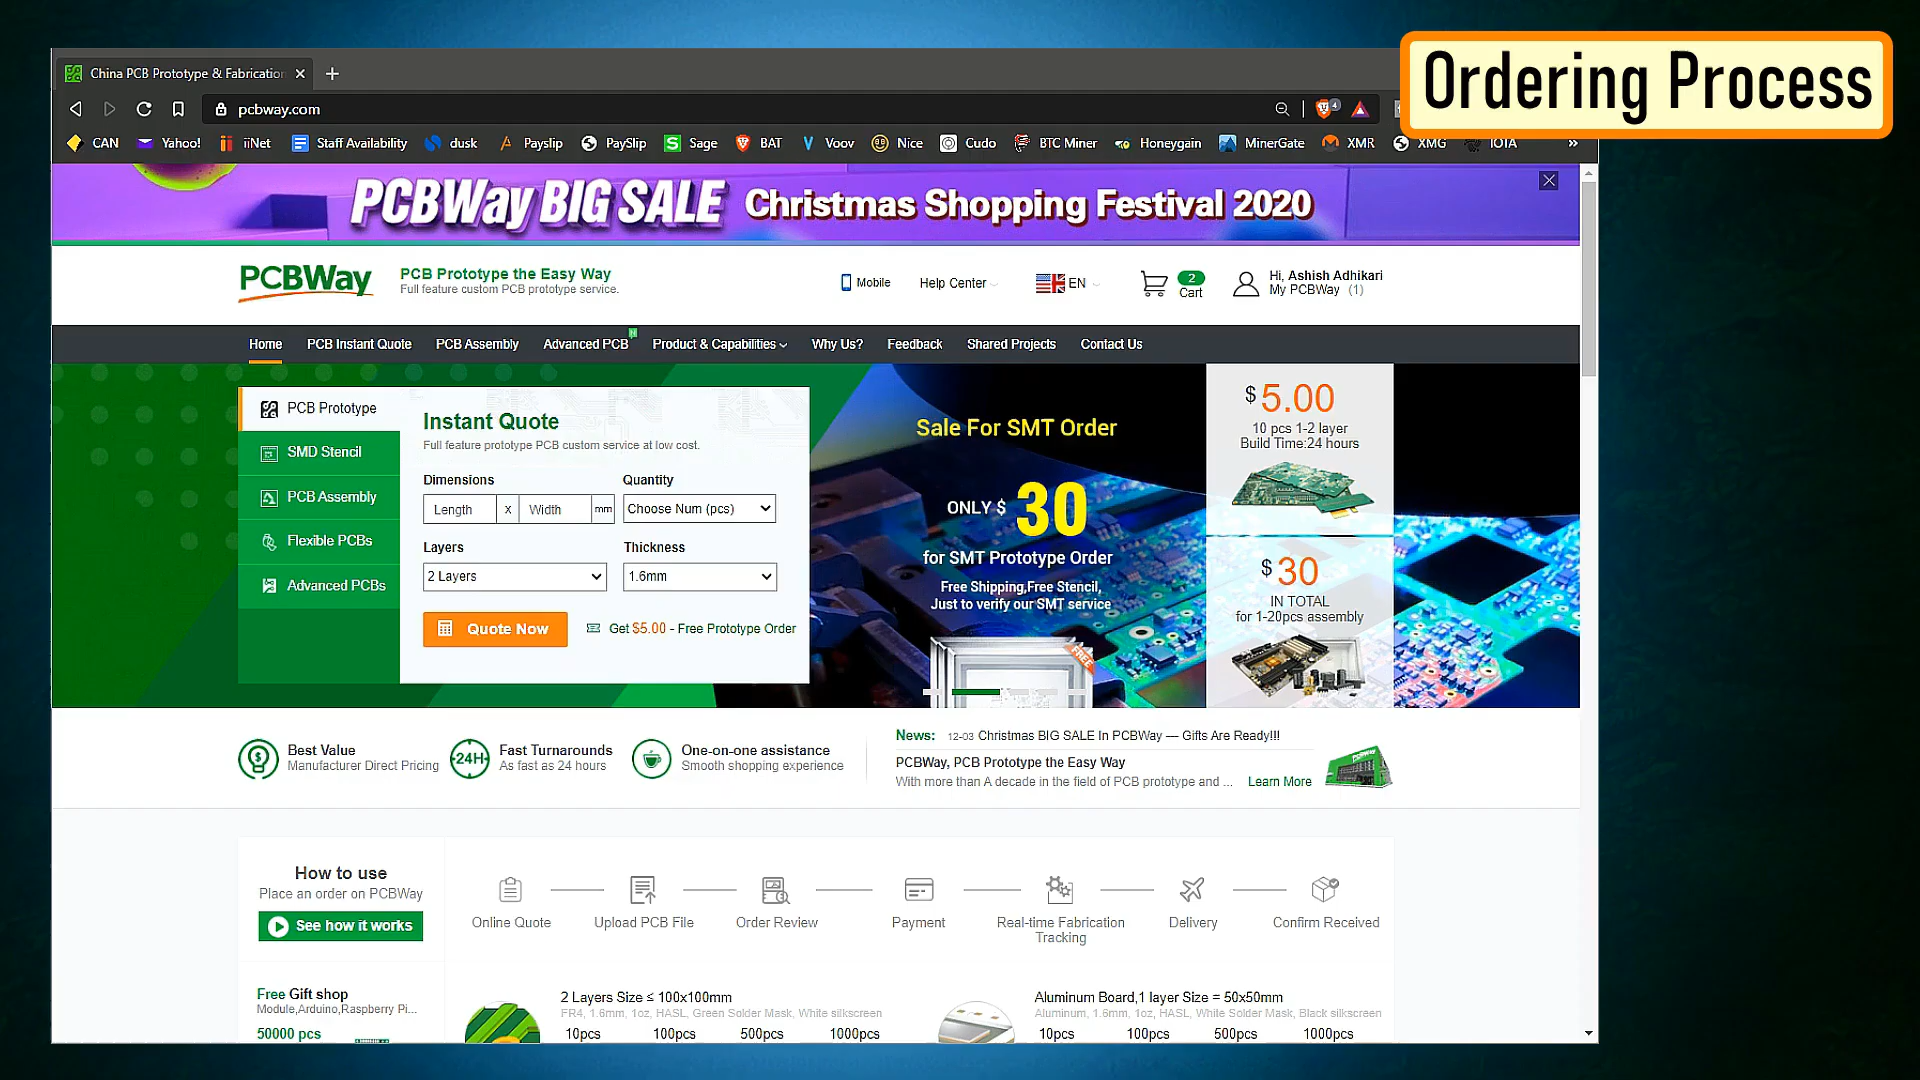 Ordering Process
China PCB Prototype & Fabrication
pcbway.com
4
CAN Yahoo! iiNet Staff Availability dusk Payslip PaySlip Sage BAT Voov Nice Cudo BTC Miner Honeygain MinerGate XMR XMG IOTA »
PCBWay BIG SALE Christmas Shopping Festival 2020
PCBWay
PCB Prototype the Easy Way
Full feature custom PCB prototype service.
Mobile
Help Center
EN
2
Cart
Hi, Ashish Adhikari
My PCBWay (1)
Home PCB Instant Quote PCB Assembly Advanced PCB N Product & Capabilities Why Us? Feedback Shared Projects Contact Us
PCB Prototype
SMD Stencil
PCB Assembly
Flexible PCBs
Advanced PCBs
Instant Quote
Full feature prototype PCB custom service at low cost.
Dimensions Quantity
Length x Width mm Choose Num (pcs)
Layers Thickness
2 Layers 1.6mm
Quote Now Get $5.00 - Free Prototype Order
Sale For SMT Order
ONLY $ 30
for SMT Prototype Order
Free Shipping,Free Stencil,
Just to verify our SMT service
FREE
$ 5.00
10 pcs 1-2 layer
Build Time:24 hours
$ 30
IN TOTAL
for 1-20pcs assembly
$ Best Value
Manufacturer Direct Pricing
24H Fast Turnarounds
As fast as 24 hours
One-on-one assistance
Smooth shopping experience
News: 12-03 Christmas BIG SALE In PCBWay — Gifts Are Ready!!!
PCBWay, PCB Prototype the Easy Way
With more than A decade in the field of PCB prototype and ... Learn More
How to use
Place an order on PCBWay
See how it works
Online Quote Upload PCB File Order Review Payment Real-time Fabrication Tracking Delivery Confirm Received
Free Gift shop
Module,Arduino,Raspberry Pi...
50000 pcs
2 Layers Size ≤ 100x100mm
FR4, 1.6mm, 1oz, HASL, Green Solder Mask, White silkscreen
10pcs 100pcs 500pcs 1000pcs
Aluminum Board,1 layer Size = 50x50mm
Aluminum, 1.6mm, 1oz, HASL, White Solder Mask, Black silkscreen
10pcs 100pcs 500pcs 1000pcs